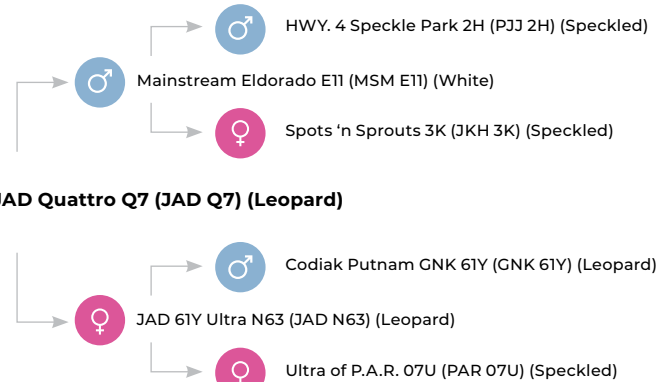 HWY. 4 Speckle Park 2H (PJJ 2H) (Speckled)
Mainstream Eldorado E11 (MSM E11) (White)
Spots ‘n Sprouts 3K (JKH 3K) (Speckled)
JAD Quattro Q7 (JAD Q7) (Leopard)
Codiak Putnam GNK 61Y (GNK 61Y) (Leopard)
JAD 61Y Ultra N63 (JAD N63) (Leopard)
Ultra of P.A.R. 07U (PAR 07U) (Speckled)